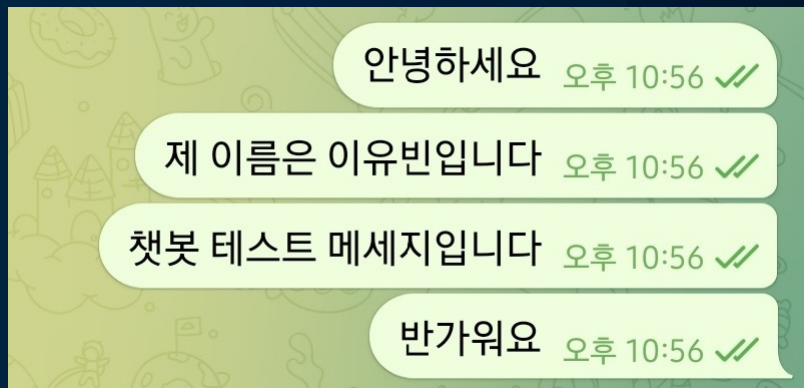 안녕하세요 오후 10:56
제 이름은 이유빈입니다 오후 10:56
챗봇 테스트 메세지입니다 오후 10:56
반가워요 오후 10:56